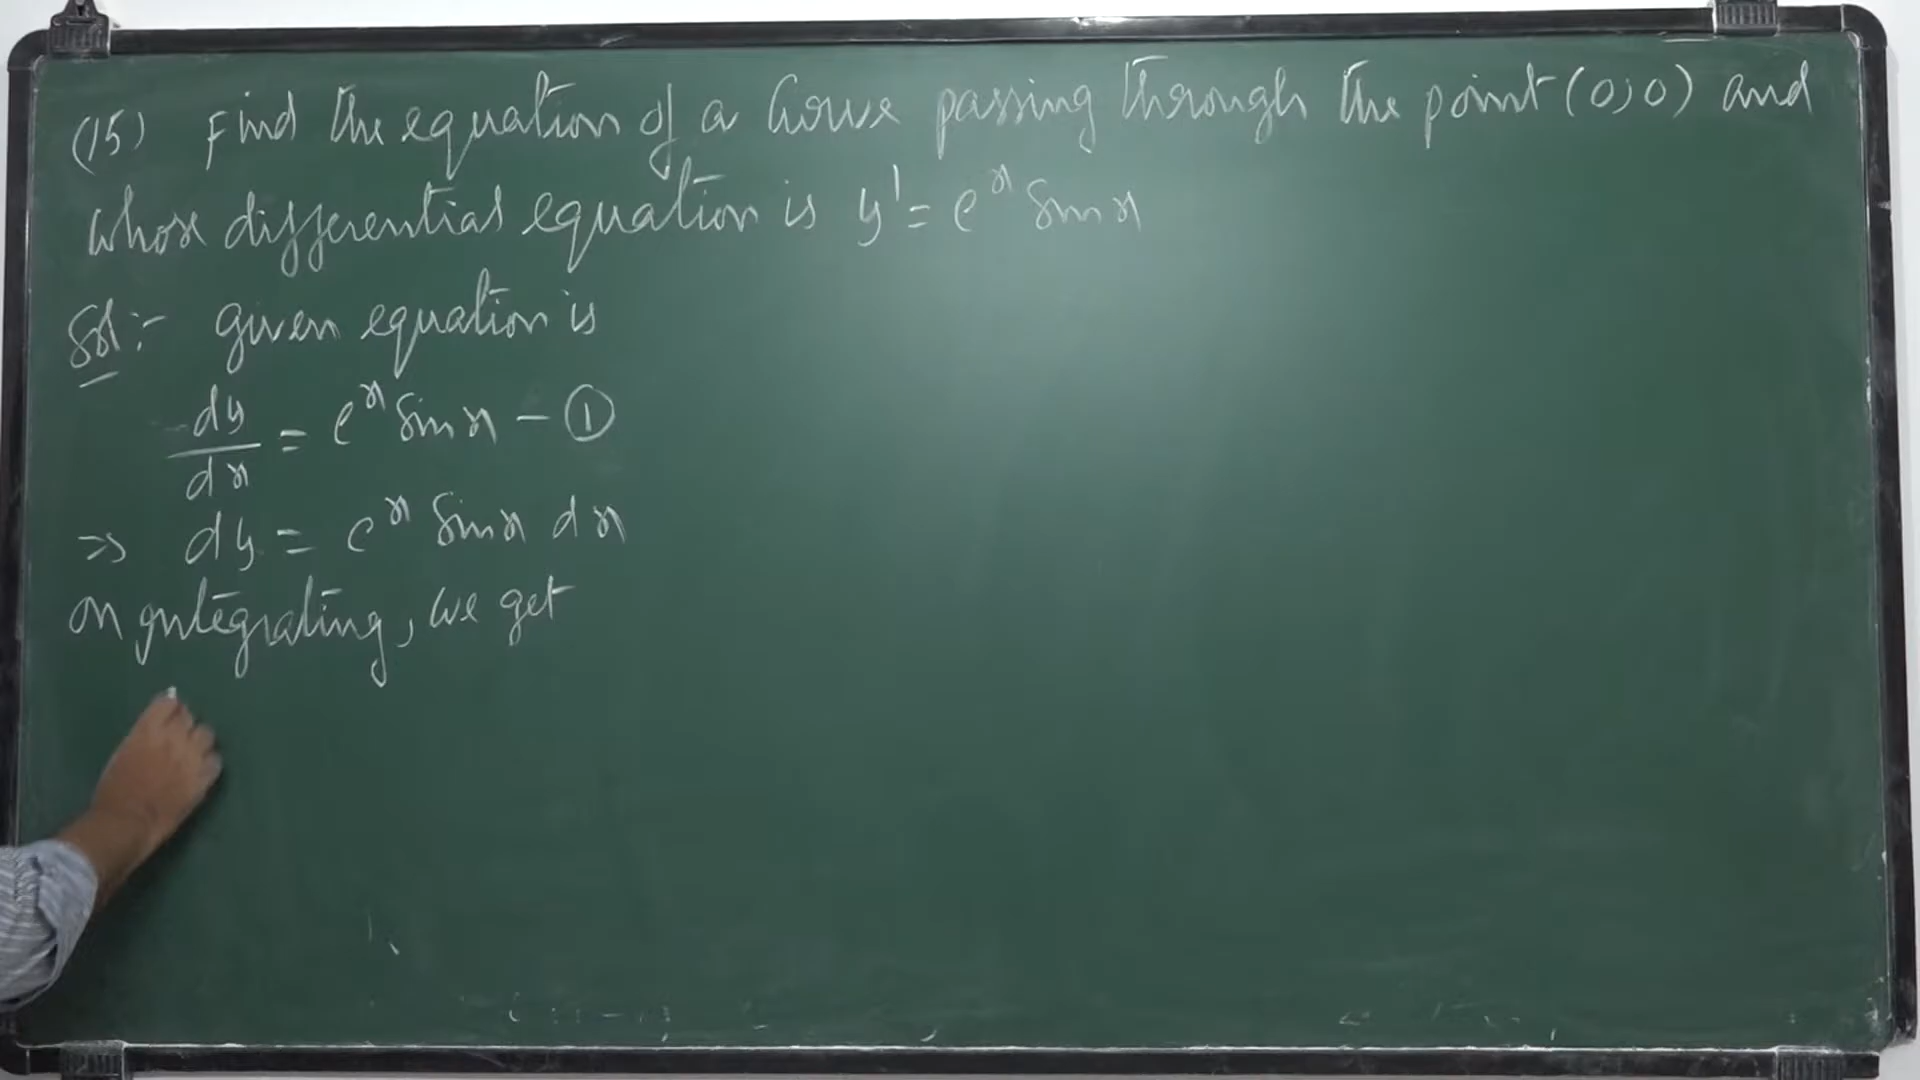 (15) Find the equation of a Curve passing through the point (0,0) and
whose differential equation is y' = e^x sin x
Sol:- given equation is
dy/dx = e^x sin x - ①
=> dy = e^x sin x dx
on integrating, we get